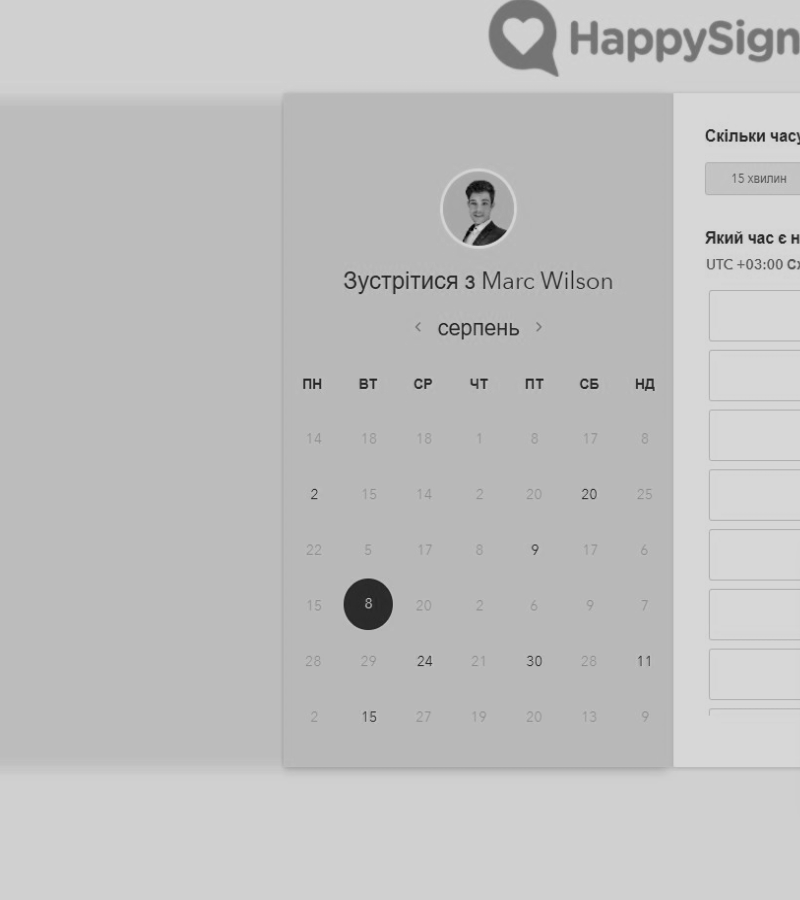 HappySign
Зустрітися з Marc Wilson
‹ серпень ›
ПН ВТ СР ЧТ ПТ СБ НД
14 18 18 1 8 17 8
2 15 14 2 20 20 25
22 5 17 8 9 17 6
15 8 20 2 6 9 7
28 29 24 21 30 28 11
2 15 27 19 20 13 9
Скільки часу
15 хвилин
Який час є н
UTC +03:00 Сх